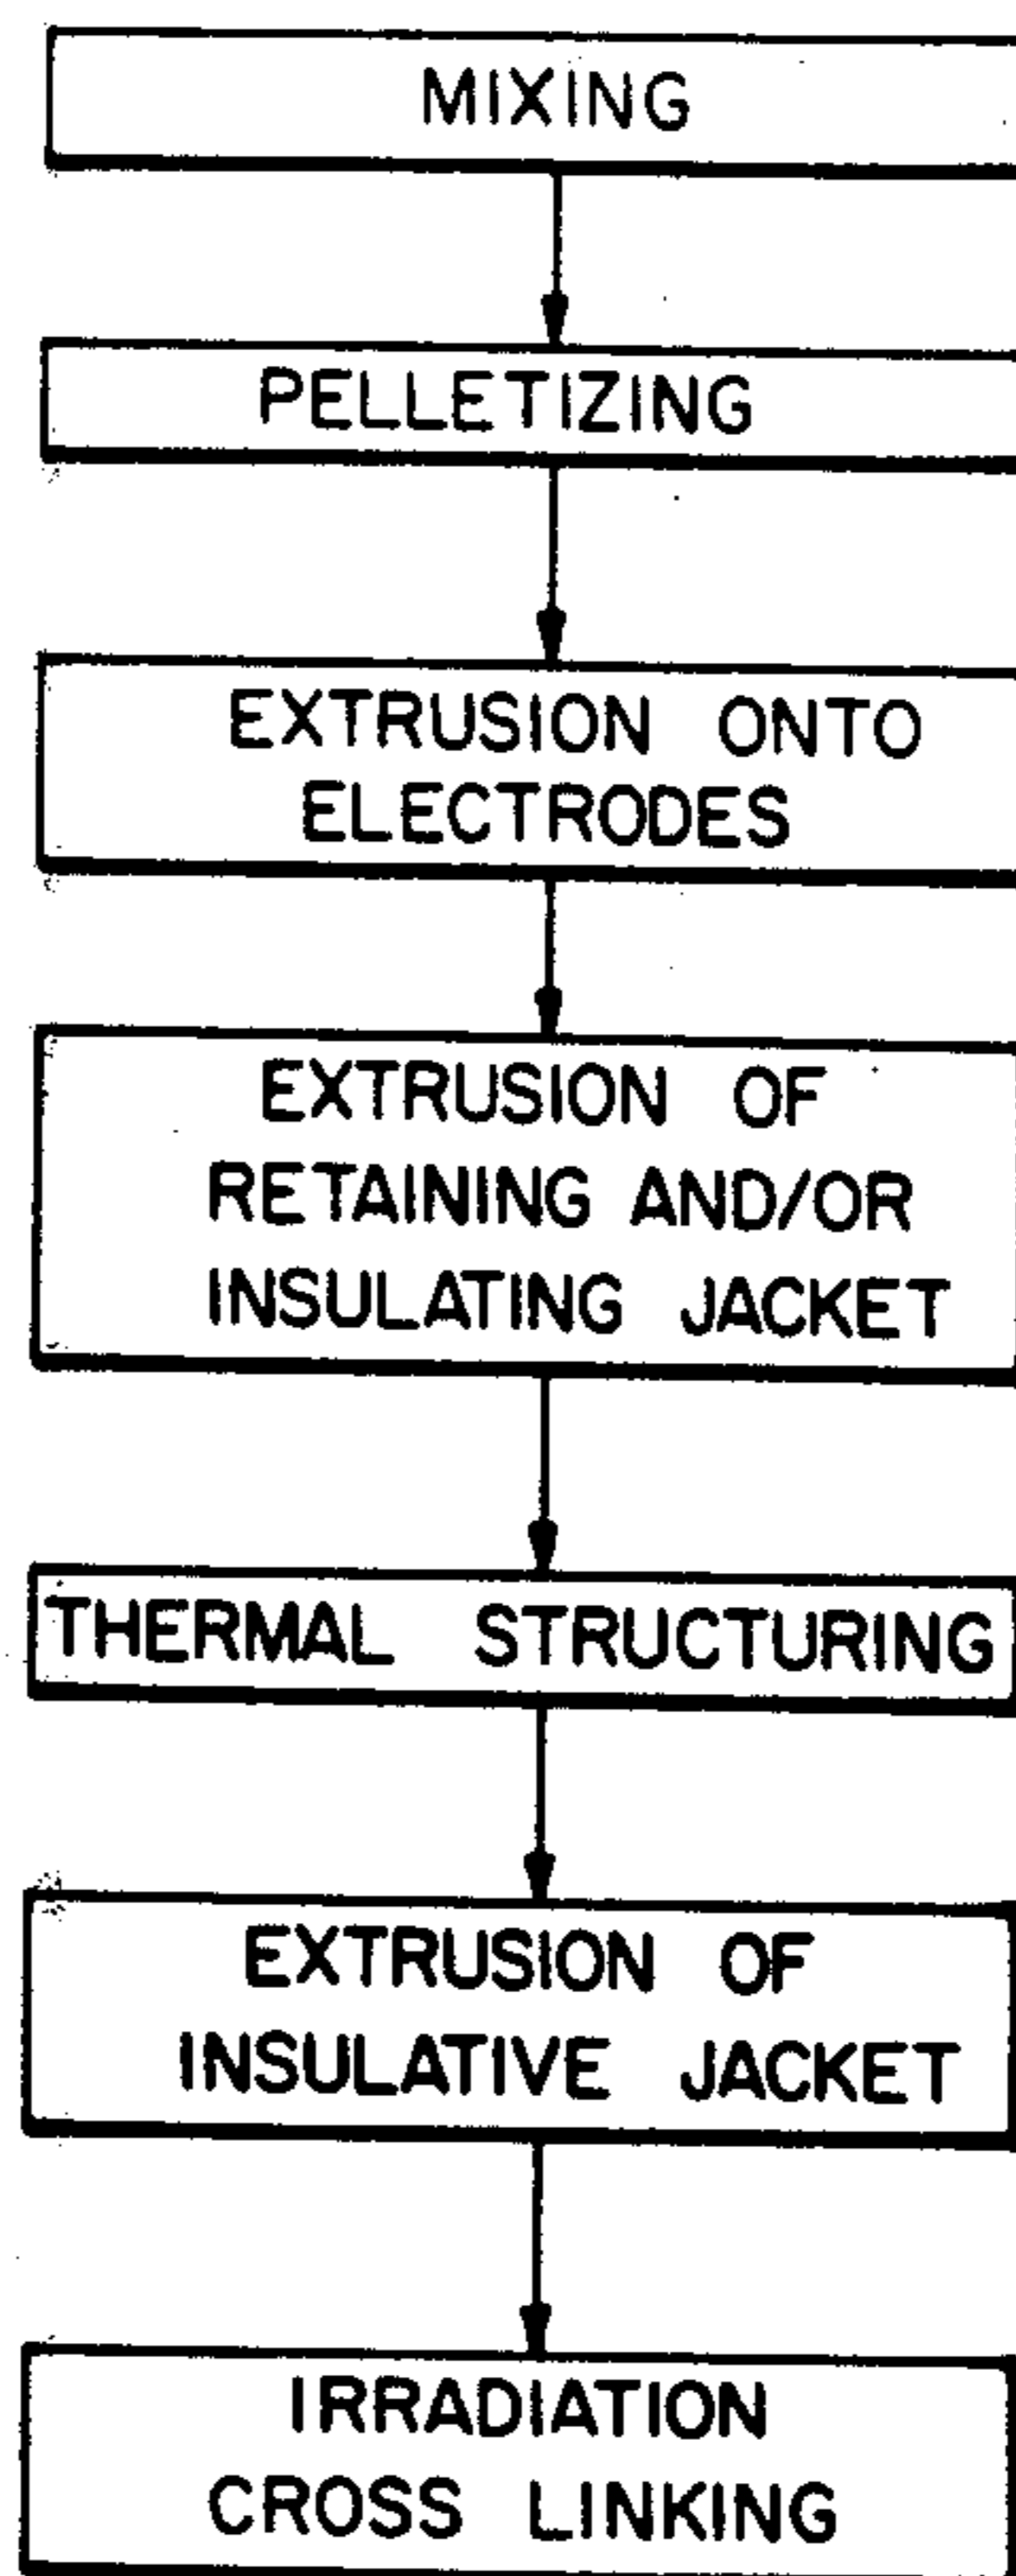 MIXING
PELLETIZING
EXTRUSION ONTO
ELECTRODES
EXTRUSION OF
RETAINING AND/OR
INSULATING JACKET
THERMAL STRUCTURING
EXTRUSION OF
INSULATIVE JACKET
IRRADIATION
CROSS LINKING